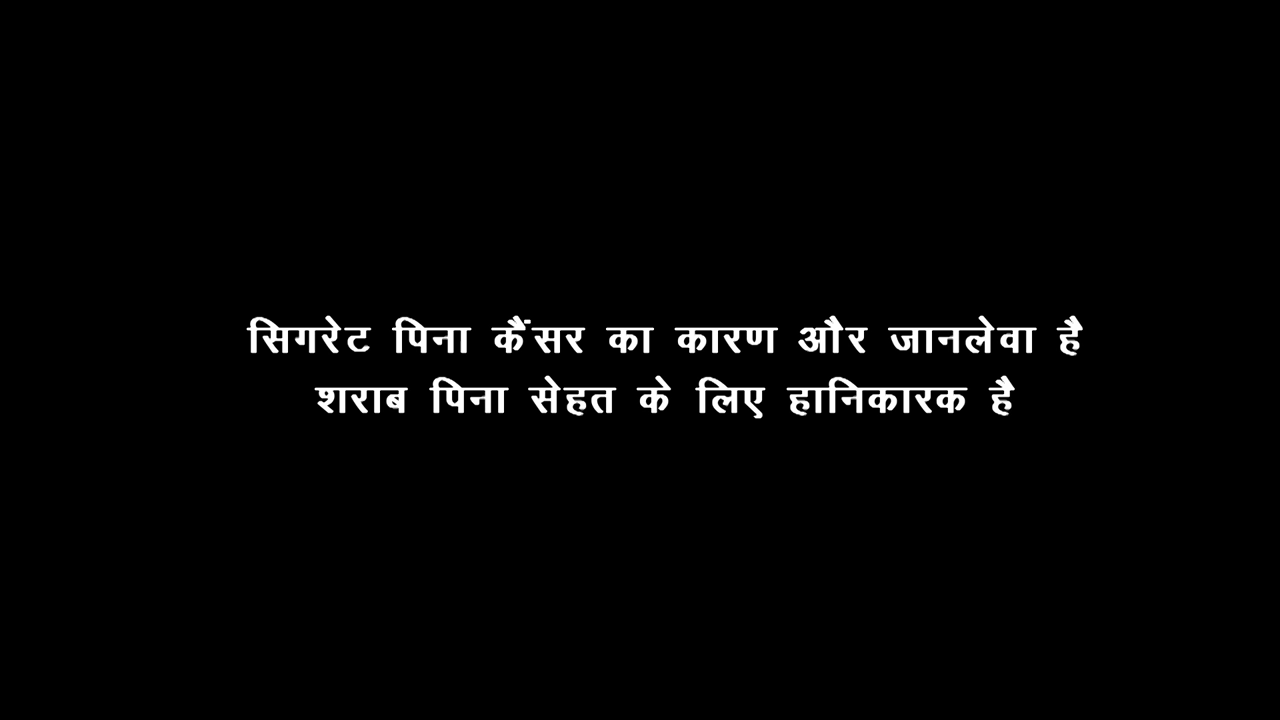 सिगरेट पिना कैंसर का कारण और जानलेवा है
शराब पिना सेहत के लिए हानिकारक है